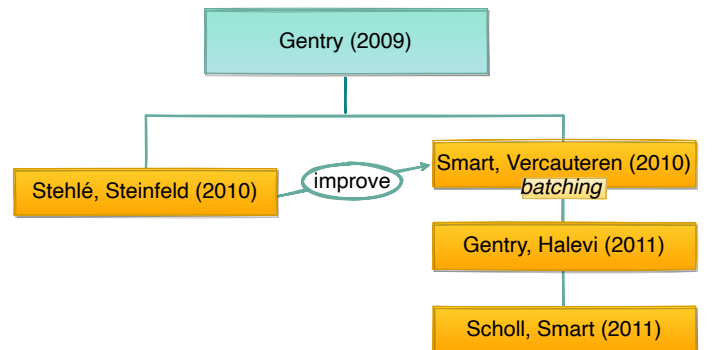 Gentry (2009)
Stehlé, Steinfeld (2010)
improve
Smart, Vercauteren (2010)
batching
Gentry, Halevi (2011)
Scholl, Smart (2011)